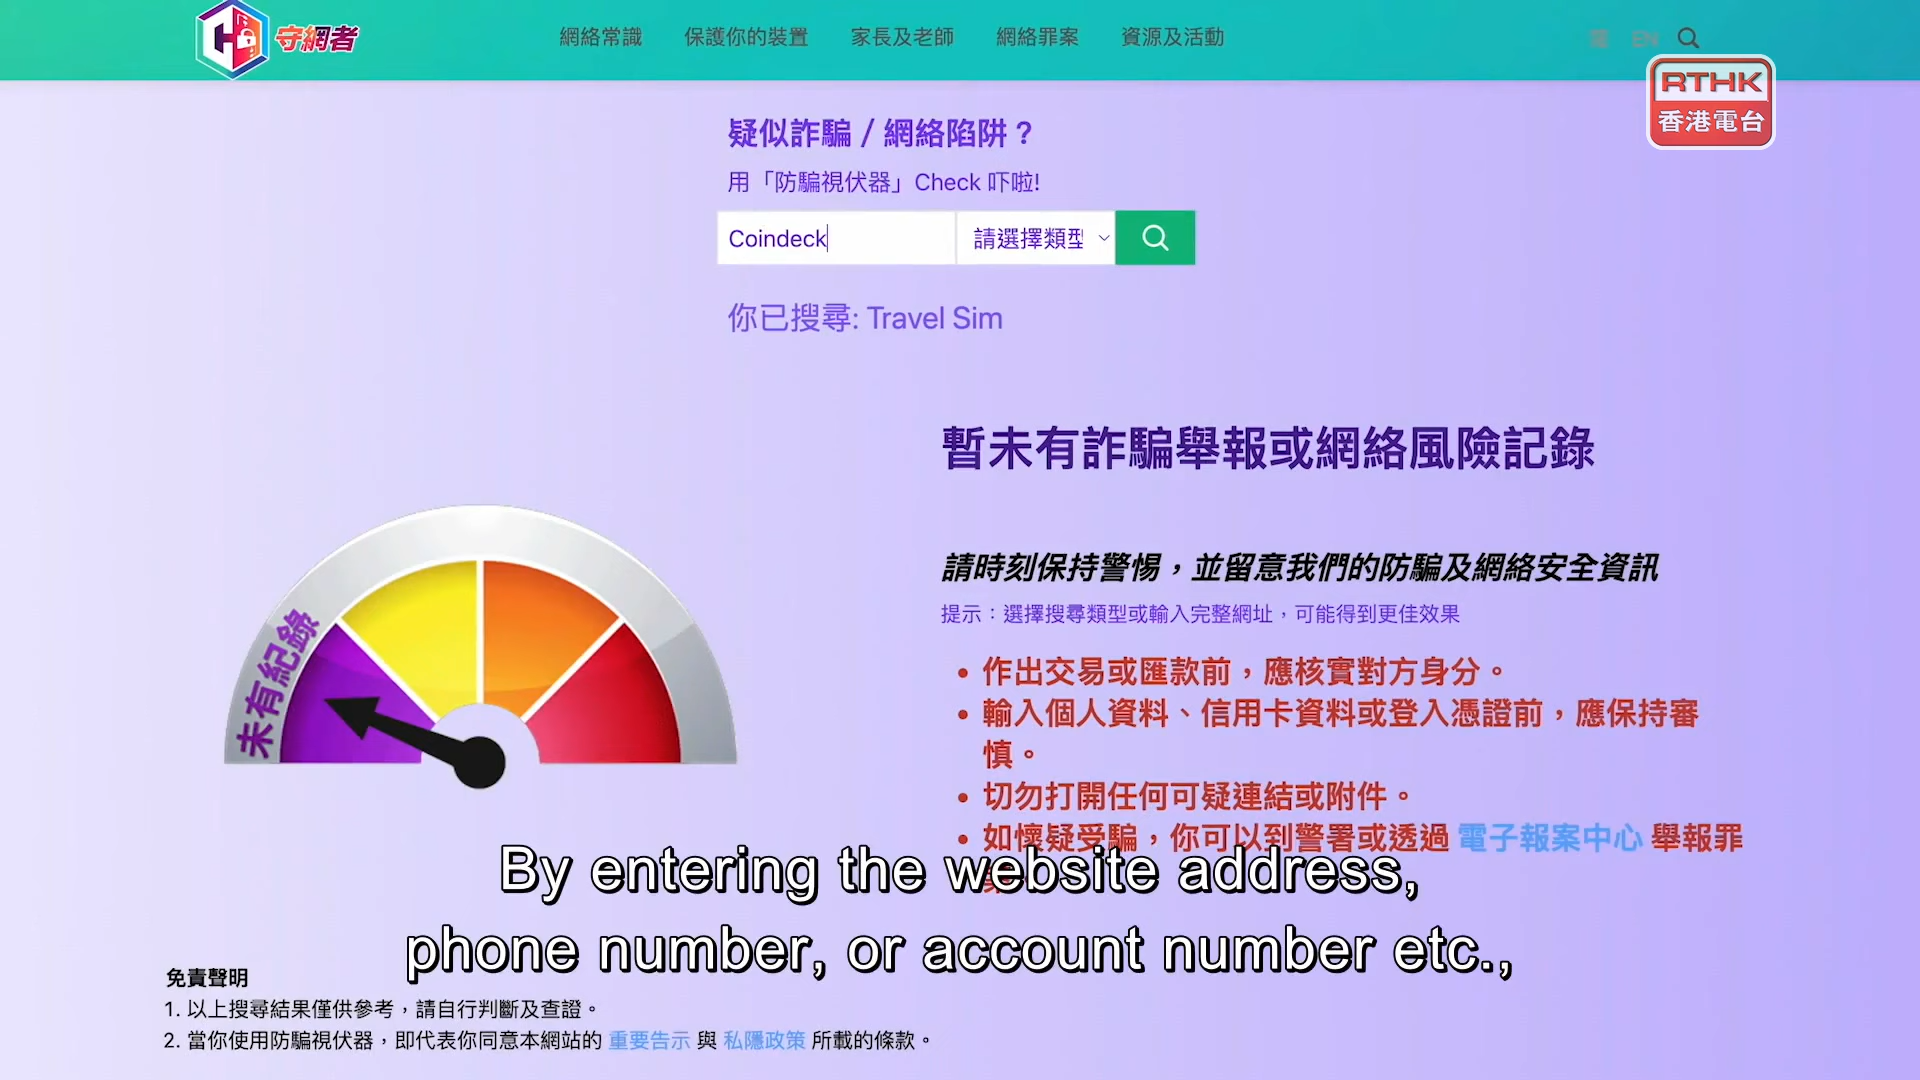 守網者
網絡常識 保護你的裝置 家長及老師 網絡罪案 資源及活動 简 EN
RTHK
香港電台
疑似詐騙 / 網絡陷阱？
用「防騙視伏器」Check 吓啦!
Coindeck 請選擇類型
你已搜尋: Travel Sim
暫未有詐騙舉報或網絡風險記錄
未有紀錄
請時刻保持警惕，並留意我們的防騙及網絡安全資訊
提示：選擇搜尋類型或輸入完整網址，可能得到更佳效果
• 作出交易或匯款前，應核實對方身分。
• 輸入個人資料、信用卡資料或登入憑證前，應保持審
慎。
• 切勿打開任何可疑連結或附件。
• 如懷疑受騙，你可以到警署或透過 電子報案中心 舉報罪
By entering the website address,
phone number, or account number etc.,
免責聲明
1. 以上搜尋結果僅供參考，請自行判斷及查證。
2. 當你使用防騙視伏器，即代表你同意本網站的 重要告示 與 私隱政策 所載的條款。